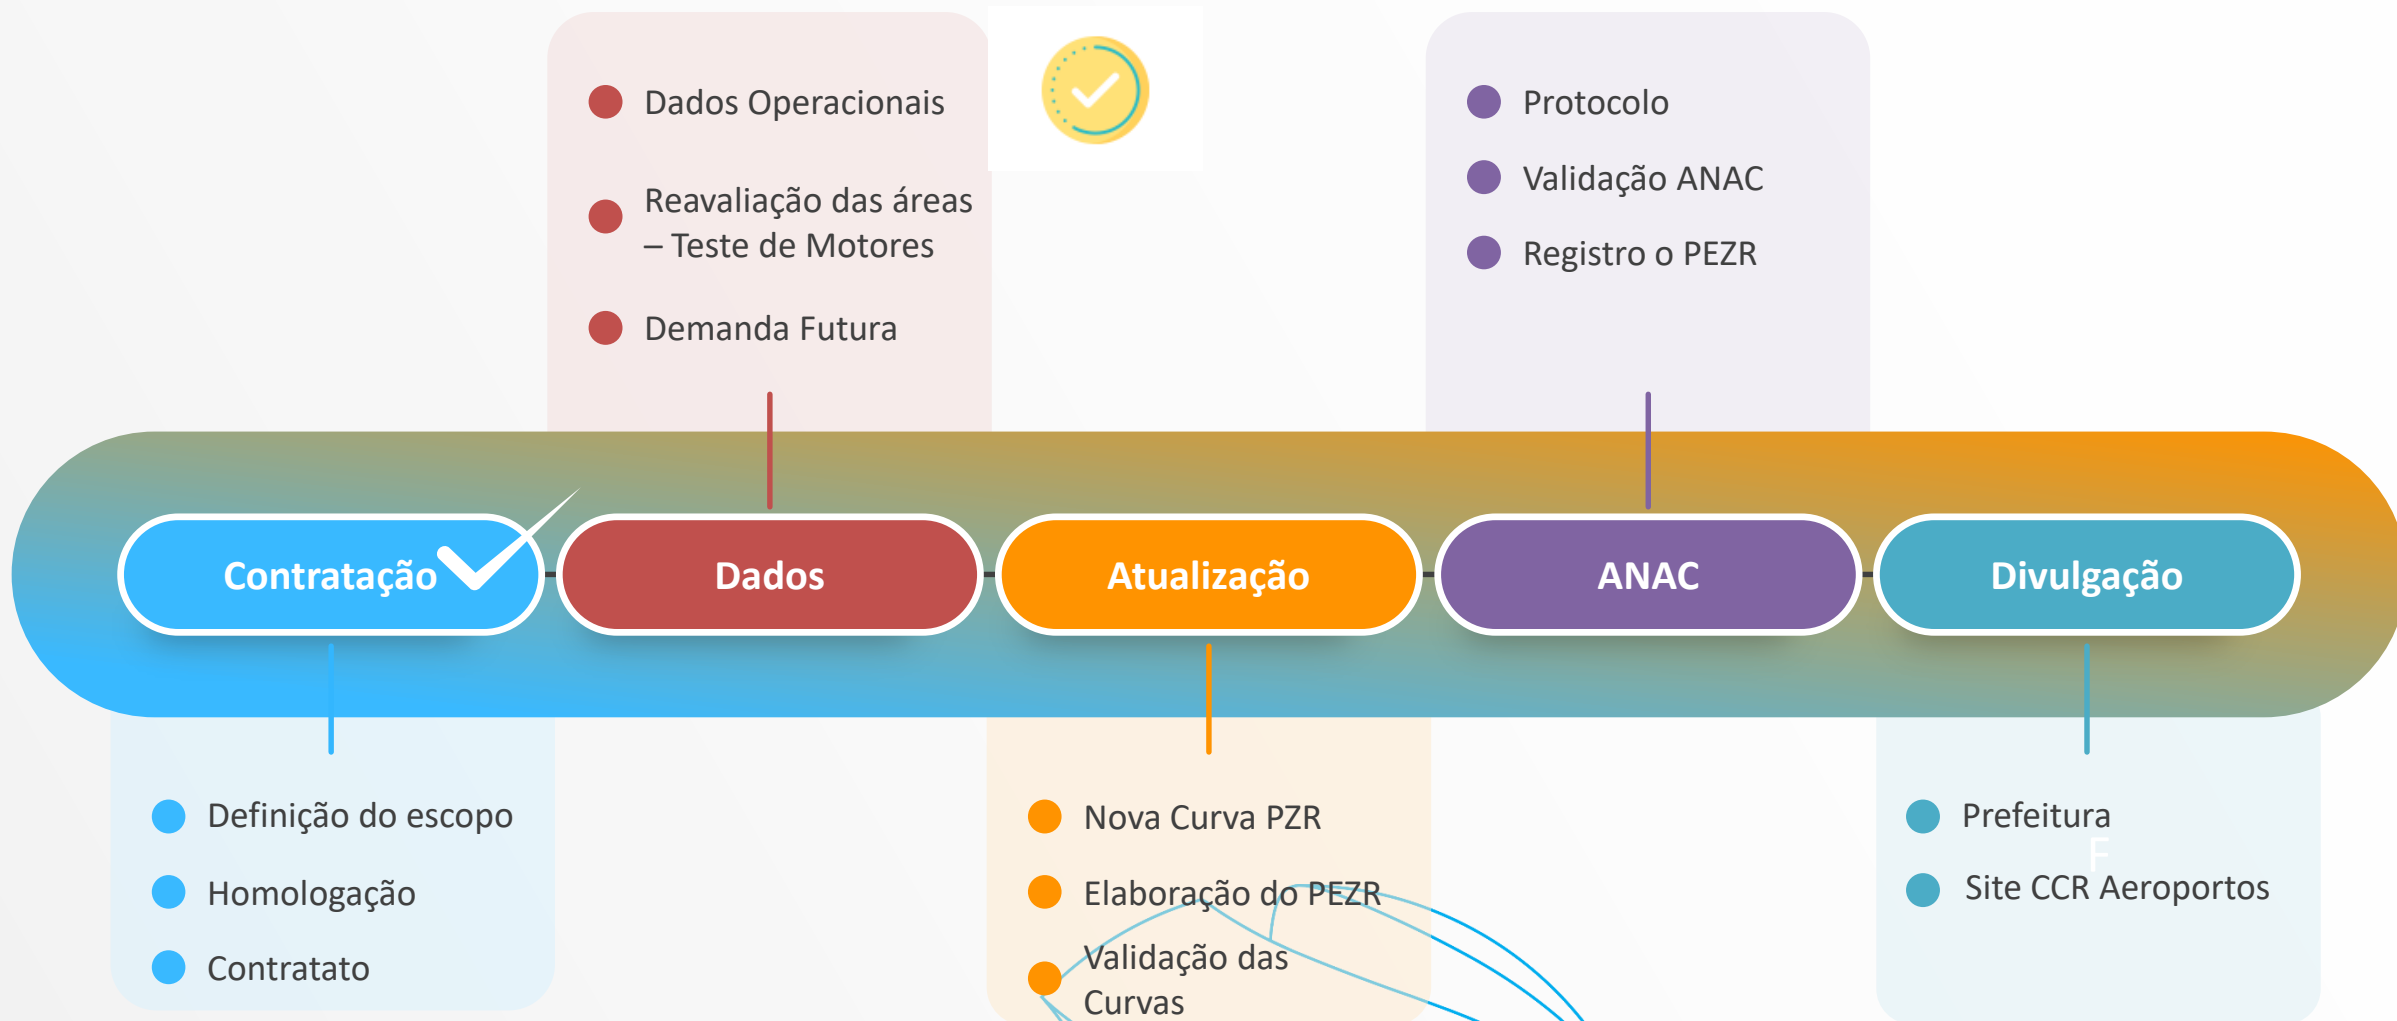 Dados Operacionais
Reavaliação das áreas
– Teste de Motores
Demanda Futura
Protocolo
Validação ANAC
Registro o PEZR
Contratação
Dados
Atualização
ANAC
Divulgação
Definição do escopo
Homologação
Contratato
Nova Curva PZR
Elaboração do PEZR
Validação das
Curvas
Prefeitura
F
Site CCR Aeroportos